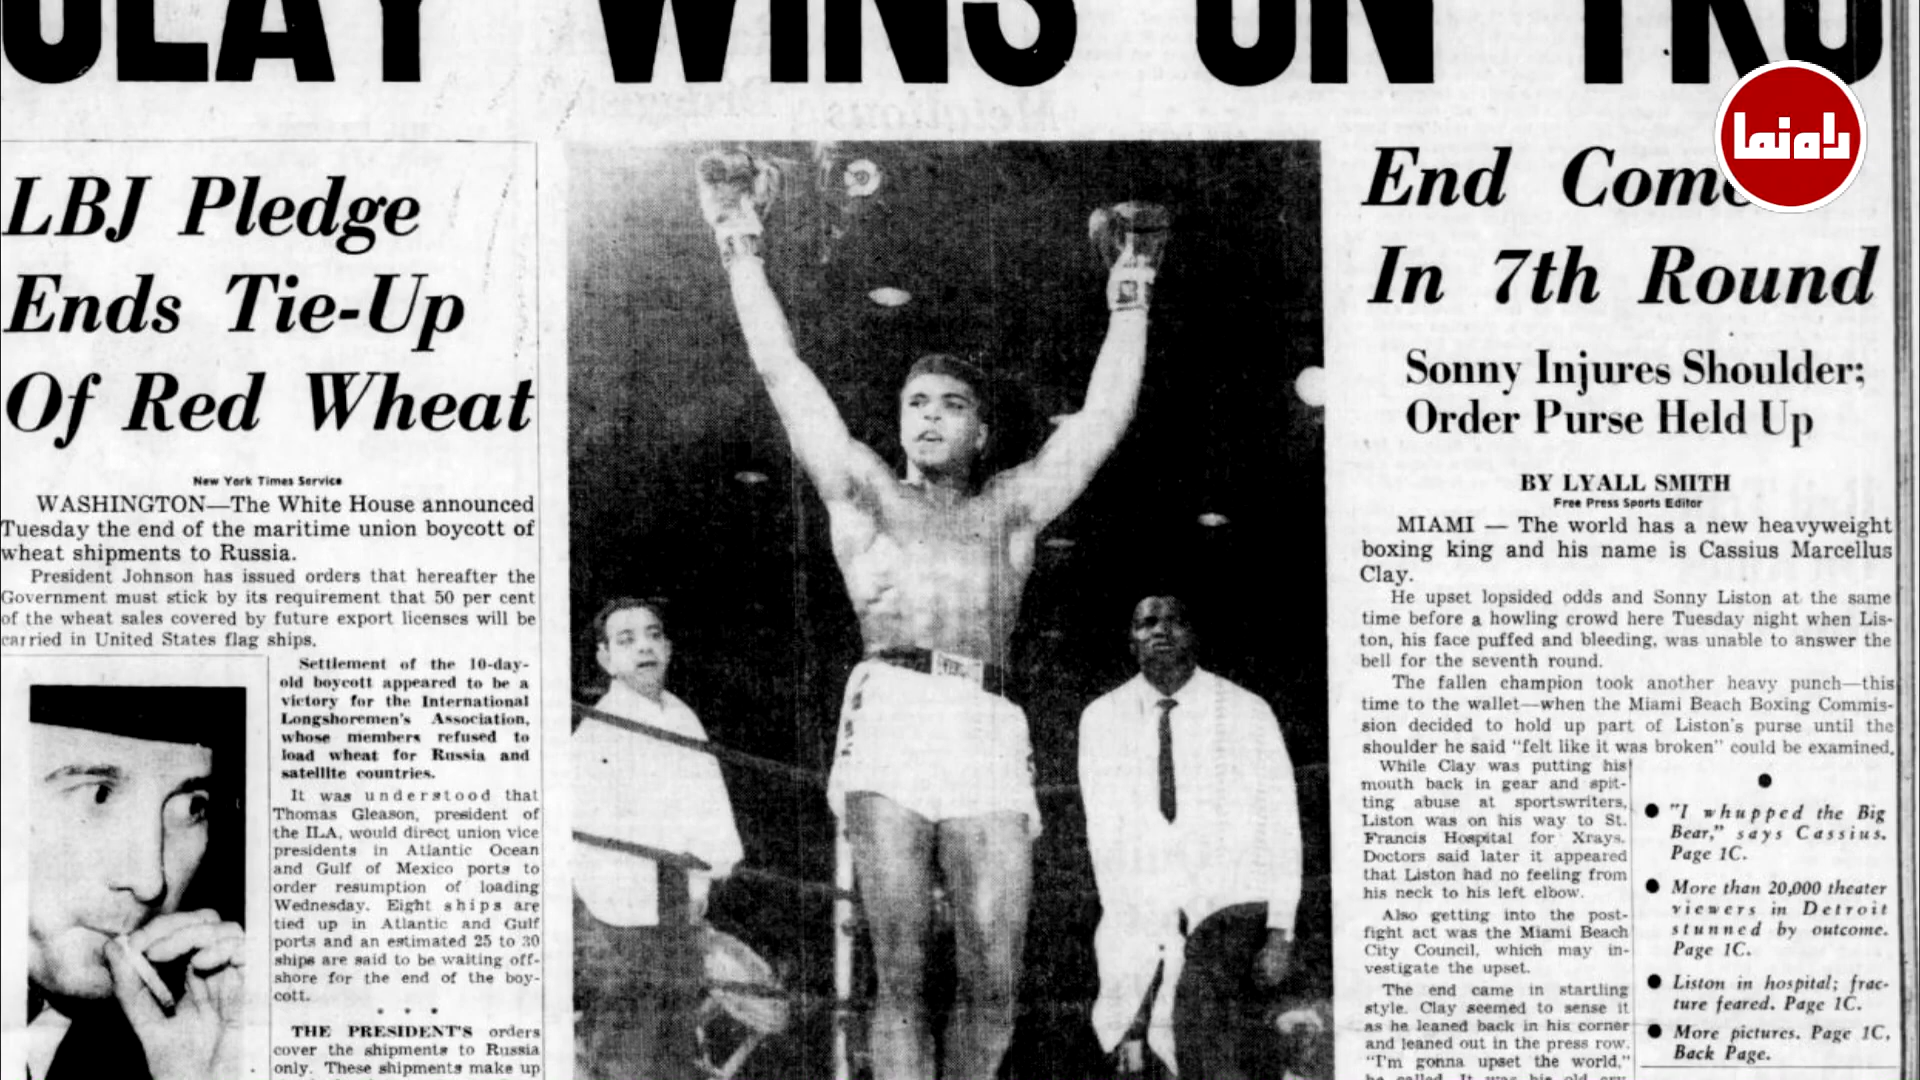 CLAY WINS ON TKO
راهنما
LBJ Pledge
Ends Tie-Up
Of Red Wheat
New York Times Service
WASHINGTON—The White House announced
Tuesday the end of the maritime union boycott of
wheat shipments to Russia.
President Johnson has issued orders that hereafter the
Government must stick by its requirement that 50 per cent
of the wheat sales covered by future export licenses will be
carried in United States flag ships.
Settlement of the 10-day-
old boycott appeared to be a
victory for the International
Longshoremen's Association,
whose members refused to
load wheat for Russia and
satellite countries.
It was understood that
Thomas Gleason, president of
the ILA, would direct union vice
presidents in Atlantic Ocean
and Gulf of Mexico ports to
order resumption of loading
Wednesday. Eight ships are
tied up in Atlantic and Gulf
ports and an estimated 25 to 30
ships are said to be waiting off-
shore for the end of the boy-
cott.
THE PRESIDENT'S orders
cover the shipments to Russia
only. These shipments make up
End Come
In 7th Round
Sonny Injures Shoulder;
Order Purse Held Up
BY LYALL SMITH
Free Press Sports Editor
MIAMI — The world has a new heavyweight
boxing king and his name is Cassius Marcellus
Clay.
He upset lopsided odds and Sonny Liston at the same
time before a howling crowd here Tuesday night when Lis-
ton, his face puffed and bleeding, was unable to answer the
bell for the seventh round.
The fallen champion took another heavy punch—this
time to the wallet—when the Miami Beach Boxing Commis-
sion decided to hold up part of Liston's purse until the
shoulder he said "felt like it was broken" could be examined.
While Clay was putting his
mouth back in gear and spit-
ting abuse at sportswriters,
Liston was on his way to St.
Francis Hospital for Xrays.
Doctors said later it appeared
that Liston had no feeling from
his neck to his left elbow.
Also getting into the post-
fight act was the Miami Beach
City Council, which may in-
vestigate the upset.
The end came in startling
style. Clay seemed to sense it
as he leaned back in his corner
and leaned out in the press row.
"I'm gonna upset the world,"
he called. It was his old cry
● "I whupped the Big
Bear," says Cassius.
Page 1C.
● More than 20,000 theater
viewers in Detroit
stunned by outcome.
Page 1C.
● Liston in hospital; frac-
ture feared. Page 1C.
● More pictures. Page 1C,
Back Page.